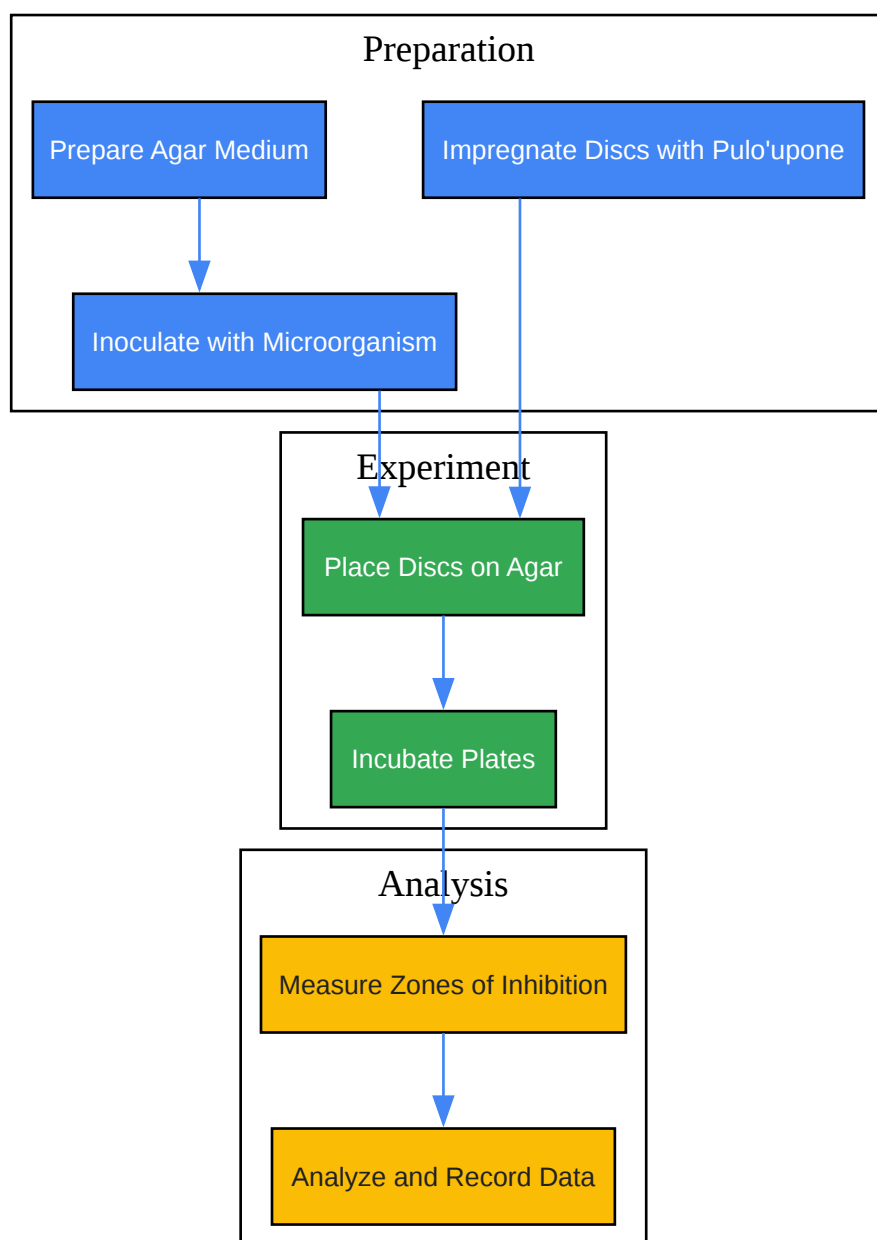 Preparation
Prepare Agar Medium
Impregnate Discs with Pulo'upone
Inoculate with Microorganism
Experiment
Place Discs on Agar
Incubate Plates
Analysis
Measure Zones of Inhibition
Analyze and Record Data